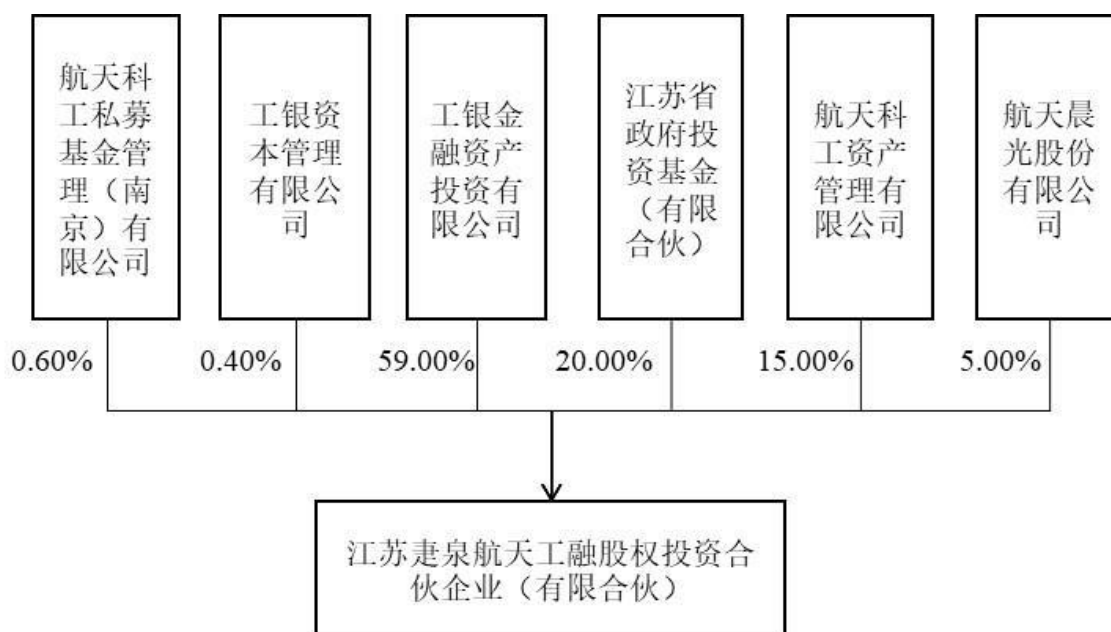 航天科
工私募
基金管
理（南
京）有
限公司
工银资
本管理
有限公
司
工银金
融资产
投资有
限公司
江苏省
政府投
资基金
（有限
合伙）
航天科
工资产
管理有
限公司
航天晨
光股份
有限公
司
0.60%
0.40%
59.00%
20.00%
15.00%
5.00%
江苏疌泉航天工融股权投资合
伙企业（有限合伙）